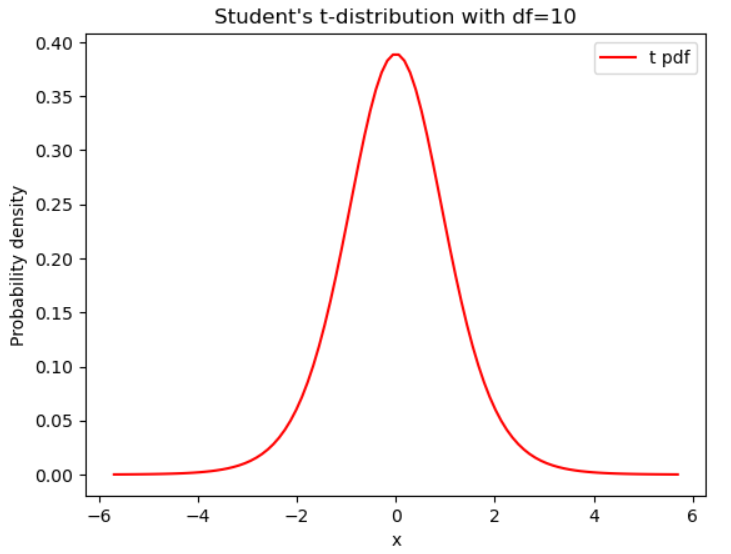 Student's t-distribution with df=10
t pdf
Probability density
0.40
0.35
0.30
0.25
0.20
0.15
0.10
0.05
0.00
−6 −4 −2 0 2 4 6
x